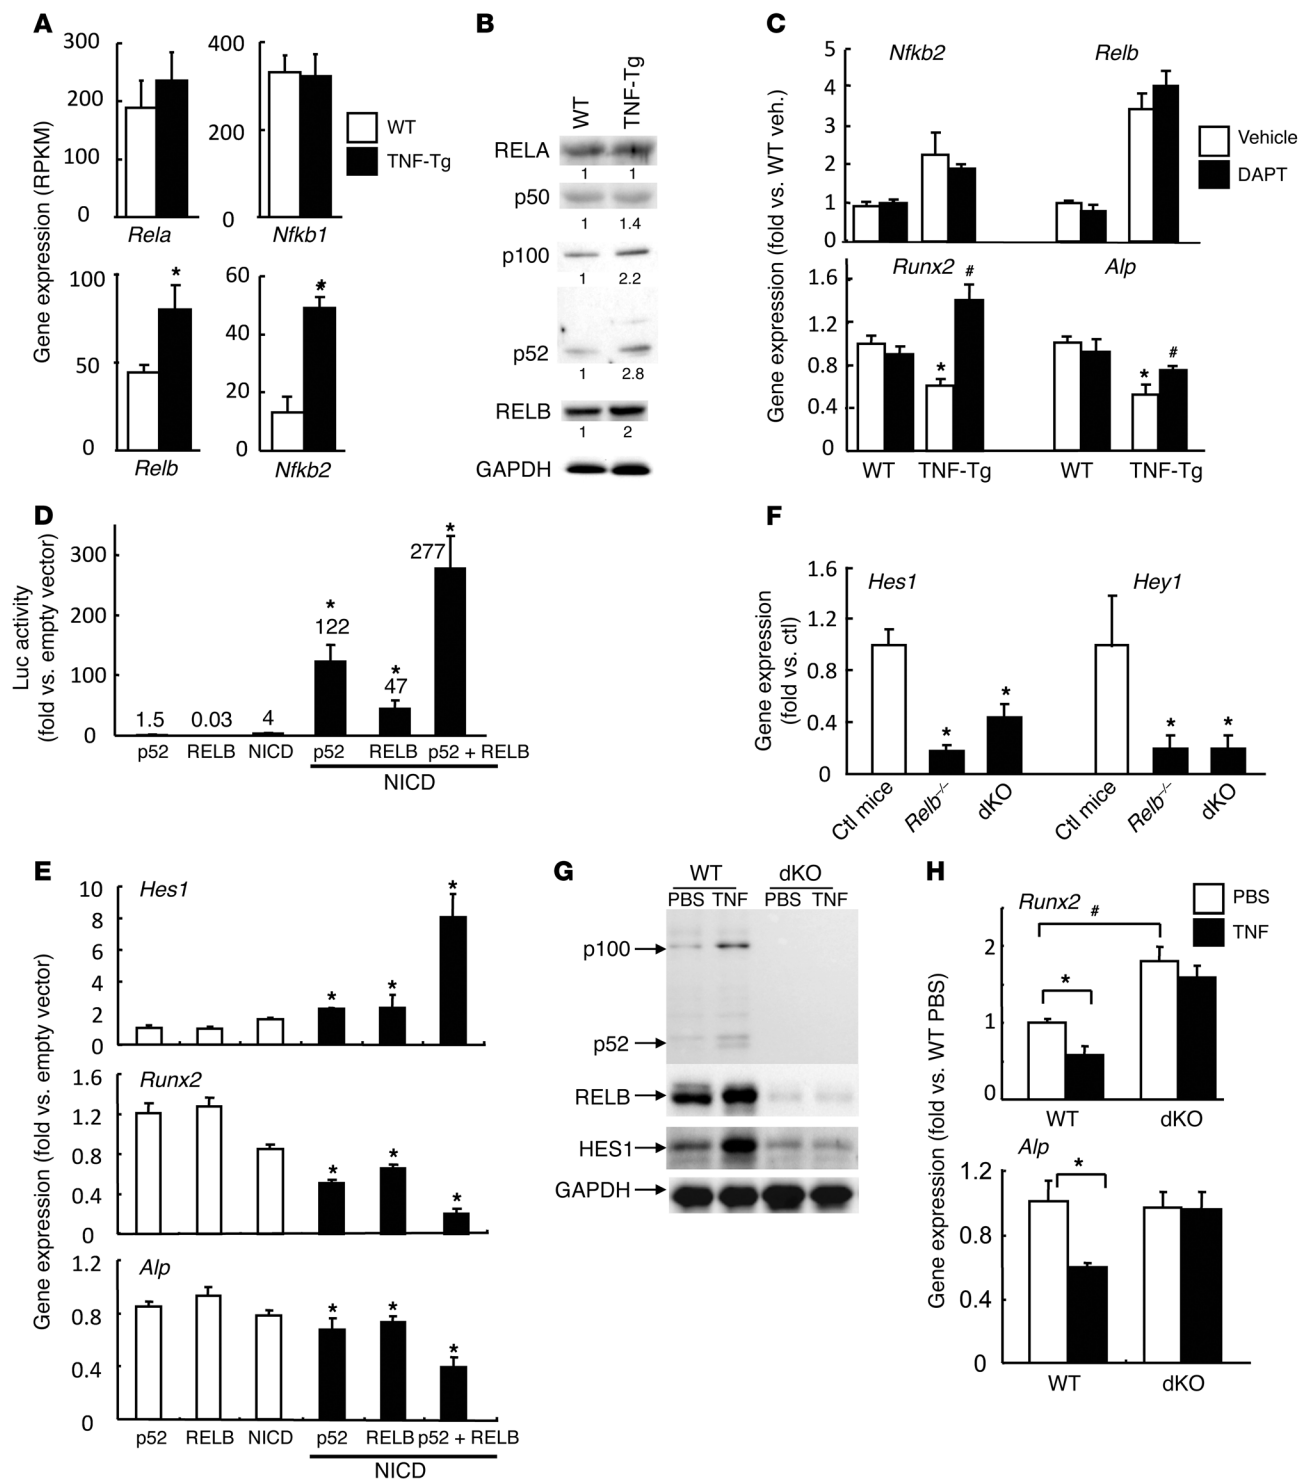 A
Gene expression (RPKM)
300
200
100
0
Rela
400
200
0
Nfkb1
WT
TNF-Tg
100
50
0
*
Relb
60
40
20
0
*
Nfkb2
B
WT
TNF-Tg
RELA
1 1
p50
1 1.4
p100
1 2.2
p52
1 2.8
RELB
1 2
GAPDH
C
Gene expression (fold vs. WT veh.)
5
4
3
2
1
0
Nfkb2
Relb
Vehicle
DAPT
1.6
1.2
0.8
0.4
0
Runx2
Alp
* #
* #
WT TNF-Tg WT TNF-Tg
D
Luc activity
(fold vs. empty vector)
300
200
100
0
1.5 0.03 4
*
122
*
47
*
277
p52 RELB NICD p52 RELB p52 + RELB
NICD
F
Gene expression
(fold vs. ctl)
1.6
1.2
0.8
0.4
0
Hes1
Hey1
* *
* *
Ctl mice Relb-/- dKO Ctl mice Relb-/- dKO
E
Gene expression (fold vs. empty vector)
Hes1
10
8
6
4
2
0
* * *
Runx2
1.6
1.2
0.8
0.4
0
* * *
Alp
1.2
0.8
0.4
0
* * *
p52 RELB NICD p52 RELB p52 + RELB
NICD
G
WT dKO
PBS TNF PBS TNF
p100
p52
RELB
HES1
GAPDH
H
Gene expression (fold vs. WT PBS)
Runx2
PBS
TNF
2
1
0
#
*
WT dKO
Alp
1.2
0.8
0.4
0
*
WT dKO